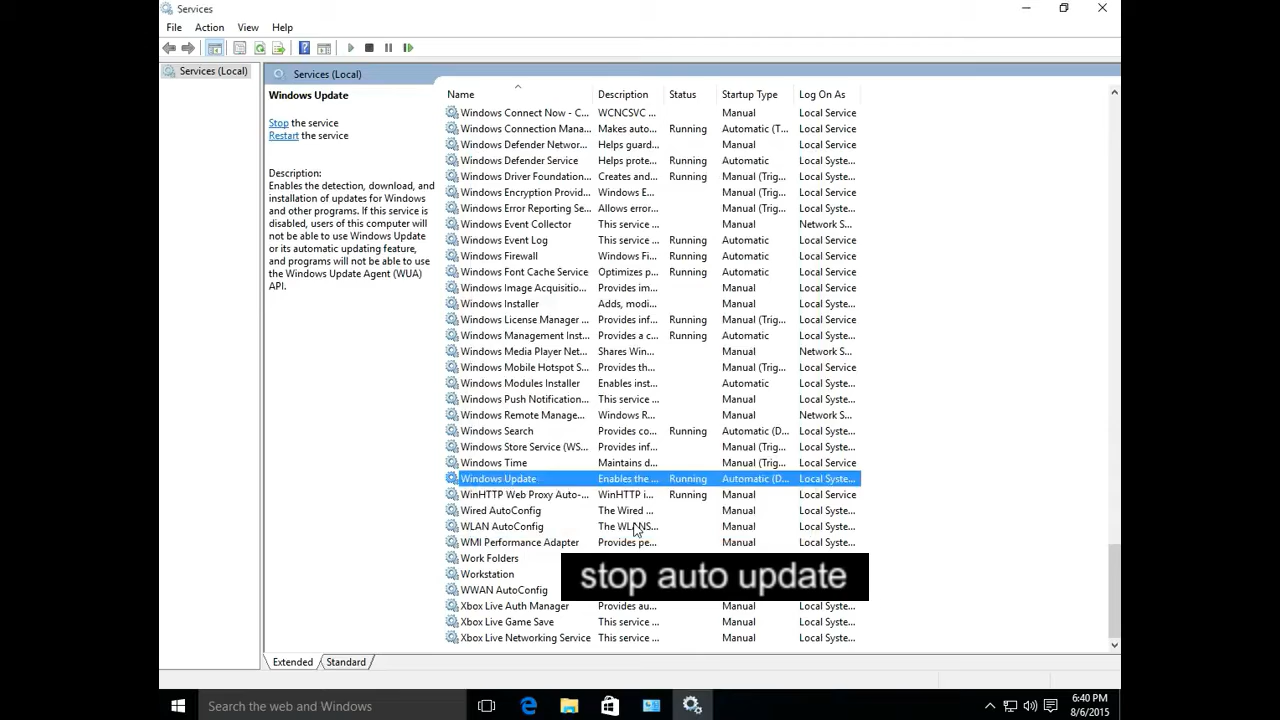 Services
File Action View Help
Services (Local)
Services (Local)
Windows Update
Stop the service
Restart the service
Description:
Enables the detection, download, and
installation of updates for Windows
and other programs. If this service is
disabled, users of this computer will
not be able to use Windows Update
or its automatic updating feature,
and programs will not be able to use
the Windows Update Agent (WUA)
API.
Name Description Status Startup Type Log On As
Windows Connect Now - C... WCNCSVC ... Manual Local Service
Windows Connection Mana... Makes auto... Running Automatic (T... Local Service
Windows Defender Networ... Helps guard... Manual Local Service
Windows Defender Service Helps prote... Running Automatic Local Syste...
Windows Driver Foundation... Creates and... Running Manual (Trig... Local Syste...
Windows Encryption Provid... Windows E... Manual (Trig... Local Service
Windows Error Reporting Se... Allows error... Manual (Trig... Local Syste...
Windows Event Collector This service ... Manual Network S...
Windows Event Log This service ... Running Automatic Local Service
Windows Firewall Windows Fi... Running Automatic Local Service
Windows Font Cache Service Optimizes p... Running Automatic Local Service
Windows Image Acquisitio... Provides im... Manual Local Service
Windows Installer Adds, modi... Manual Local Syste...
Windows License Manager ... Provides inf... Running Manual (Trig... Local Service
Windows Management Inst... Provides a c... Running Automatic Local Syste...
Windows Media Player Net... Shares Win... Manual Network S...
Windows Mobile Hotspot S... Provides th... Manual (Trig... Local Service
Windows Modules Installer Enables inst... Automatic Local Syste...
Windows Push Notification... This service ... Manual Local Syste...
Windows Remote Manage... Windows R... Manual Network S...
Windows Search Provides co... Running Automatic (D... Local Syste...
Windows Store Service (WS... Provides inf... Manual (Trig... Local Syste...
Windows Time Maintains d... Manual (Trig... Local Service
Windows Update Enables the ... Running Automatic (D... Local Syste...
WinHTTP Web Proxy Auto-... WinHTTP i... Running Manual Local Service
Wired AutoConfig The Wired ... Manual Local Syste...
WLAN AutoConfig The WLANS... Manual Local Syste...
WMI Performance Adapter Provides pe... Manual Local Syste...
Work Folders
Workstation
WWAN AutoConfig
stop auto update
Xbox Live Auth Manager Provides au... Manual Local Syste...
Xbox Live Game Save This service ... Manual Local Syste...
Xbox Live Networking Service This service ... Manual Local Syste...
Extended Standard
Search the web and Windows
6:40 PM
8/6/2015